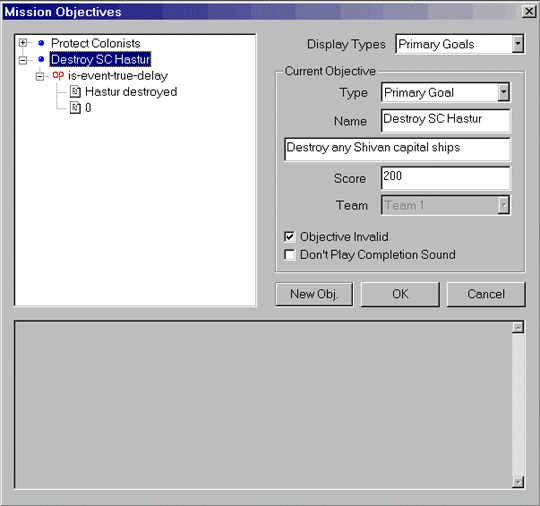 Mission Objectives
Protect Colonists
Destroy SC Hastur
op is-event-true-delay
Hastur destroyed
0
Display Types Primary Goals
Current Objective
Type Primary Goal
Name Destroy SC Hastur
Destroy any Shivan capital ships
Score 200
Team Team 1
Objective Invalid
Don't Play Completion Sound
New Obj. OK Cancel